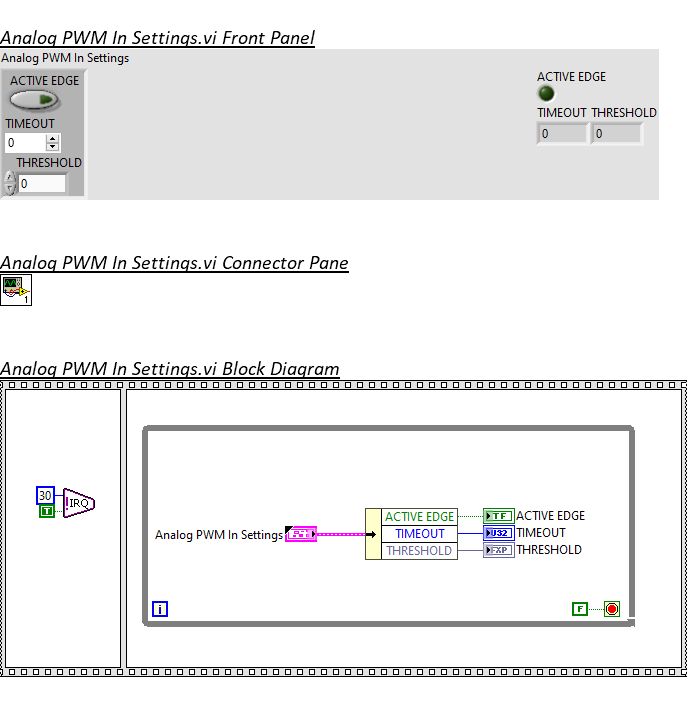 Analog PWM In Settings.vi Front Panel
Analog PWM In Settings
ACTIVE EDGE
TIMEOUT
0
THRESHOLD
0
ACTIVE EDGE
TIMEOUT THRESHOLD
0 0
Analog PWM In Settings.vi Connector Pane
1
Analog PWM In Settings.vi Block Diagram
30
T
!IRQ
Analog PWM In Settings
ACTIVE EDGE TF ACTIVE EDGE
TIMEOUT U32 TIMEOUT
THRESHOLD FXP THRESHOLD
i
F